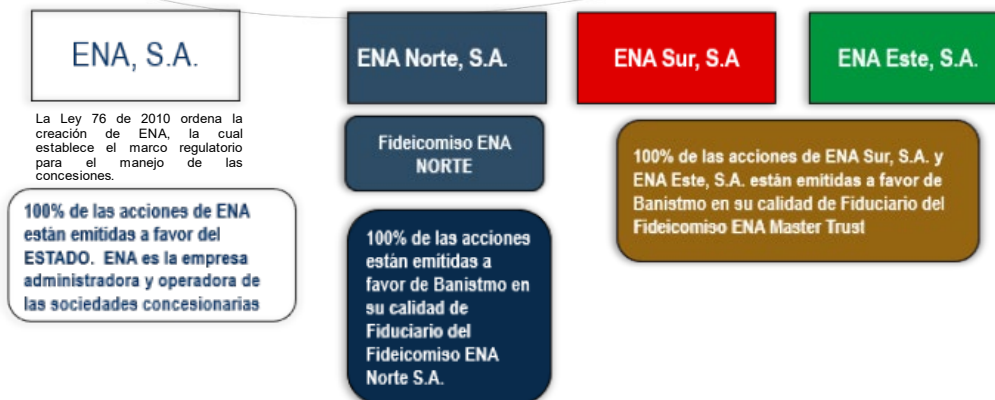 ENA, S.A.
La Ley 76 de 2010 ordena la
creación de ENA, la cual
establece el marco regulatorio
para el manejo de las
concesiones.
100% de las acciones de ENA
están emitidas a favor del
ESTADO. ENA es la empresa
administradora y operadora de
las sociedades concesionarias
ENA Norte, S.A.
Fideicomiso ENA
NORTE
100% de las acciones
están emitidas a
favor de Banistmo en
su calidad de
Fiduciario del
Fideicomiso ENA
Norte S.A.
ENA Sur, S.A
ENA Este, S.A.
100% de las acciones de ENA Sur, S.A. y
ENA Este, S.A. están emitidas a favor de
Banistmo en su calidad de Fiduciario del
Fideicomiso ENA Master Trust